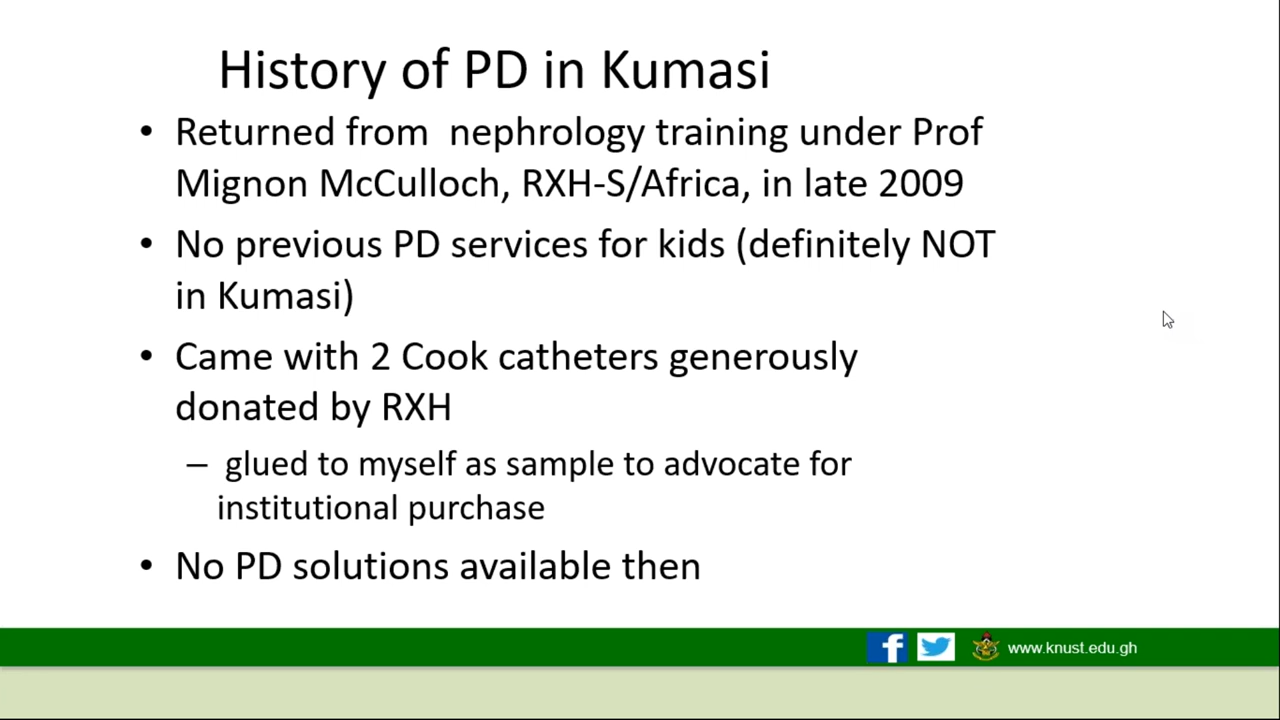 History of PD in Kumasi
• Returned from  nephrology training under Prof
Mignon McCulloch, RXH-S/Africa, in late 2009
• No previous PD services for kids (definitely NOT
in Kumasi)
• Came with 2 Cook catheters generously
donated by RXH
– glued to myself as sample to advocate for
institutional purchase
• No PD solutions available then
www.knust.edu.gh